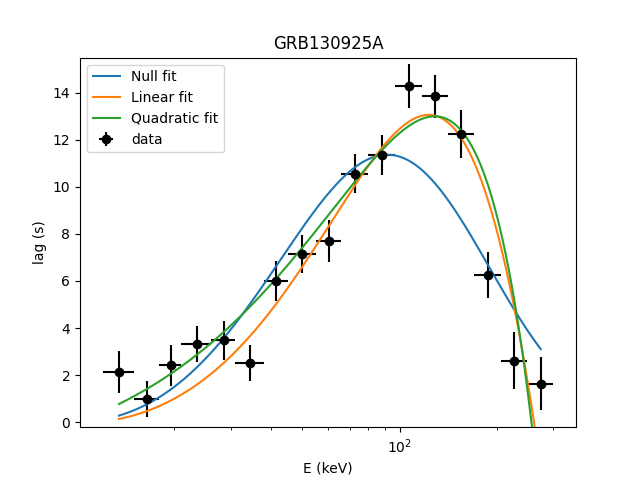 GRB130925A
Null fit
Linear fit
Quadratic fit
data
14
12
10
8
6
4
2
0
lag (s)
10²
E (keV)